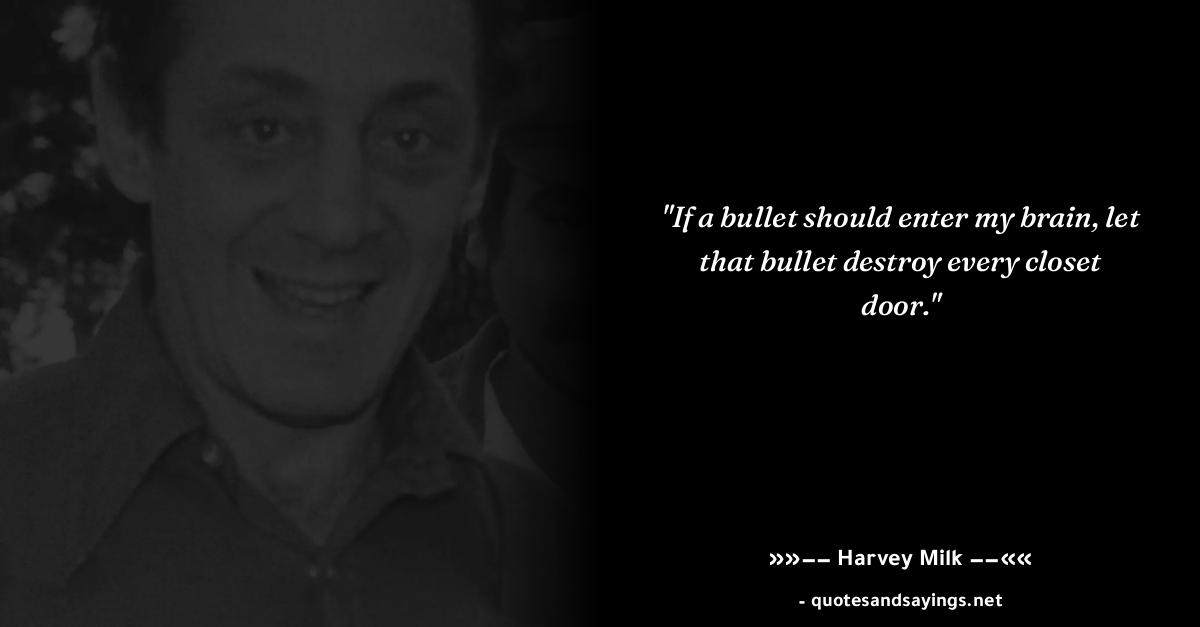 "If a bullet should enter my brain, let
that bullet destroy every closet
door."
»»−− Harvey Milk −−««
- quotesandsayings.net